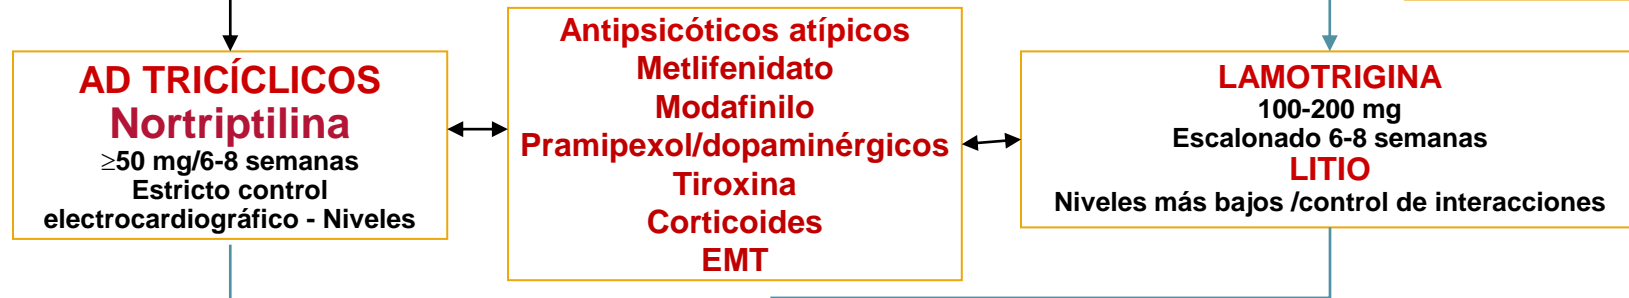 AD TRICÍCLICOS
Nortriptilina
≥50 mg/6-8 semanas
Estricto control
electrocardiográfico - Niveles
Antipsicóticos atípicos
Metlifenidato
Modafinilo
Pramipexol/dopaminérgicos
Tiroxina
Corticoides
EMT
LAMOTRIGINA
100-200 mg
Escalonado 6-8 semanas
LITIO
Niveles más bajos /control de interacciones